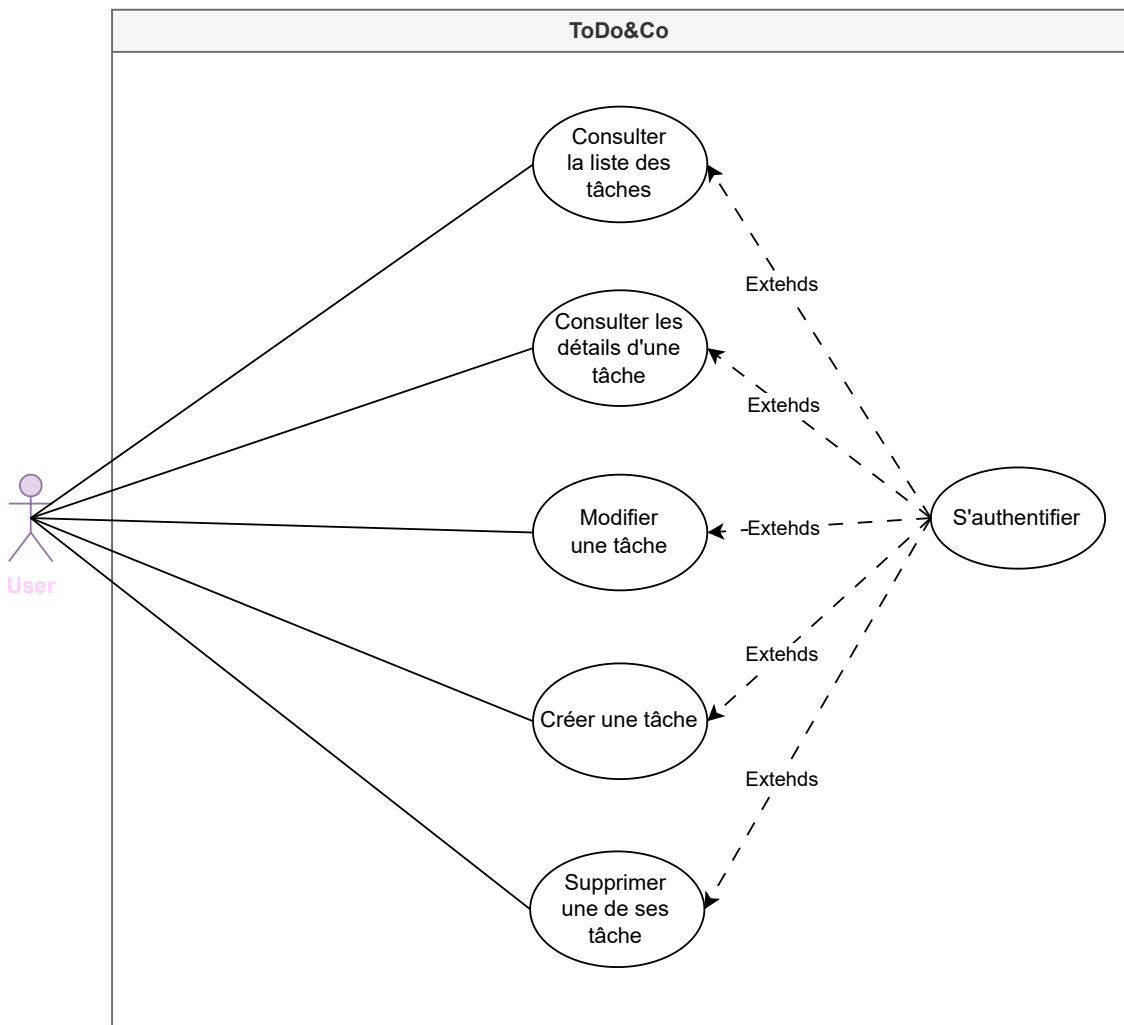 ToDo&Co
Consulter
la liste des
tâches
Extehds
Consulter les
détails d'une
tâche
Extehds
User
Modifier
une tâche
Extehds
S'authentifier
Créer une tâche
Extehds
Supprimer
une de ses
tâche
Extehds